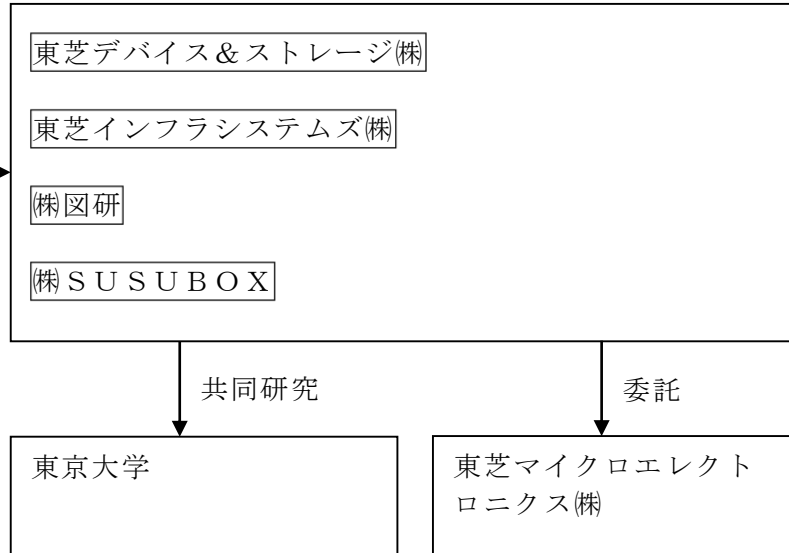 東芝デバイス＆ストレージ㈱
東芝インフラシステムズ㈱
㈱図研
㈱ＳＵＳＵＢＯＸ
共同研究
委託
東京大学
東芝マイクロエレクト
ロニクス㈱